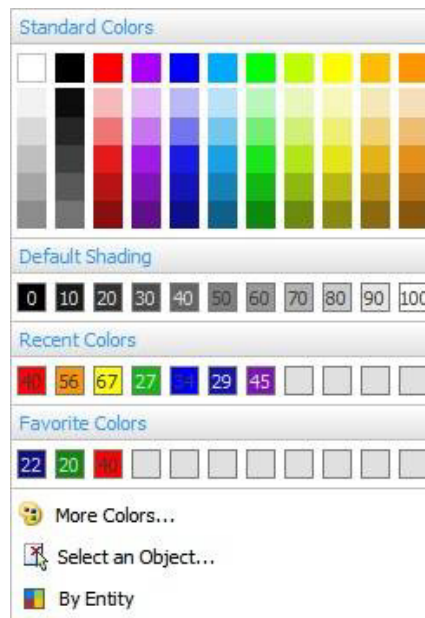 Standard Colors
Default Shading
0 10 20 30 40 50 60 70 80 90 100
Recent Colors
40 56 67 27 34 29 45
Favorite Colors
22 20 40
More Colors...
Select an Object...
By Entity